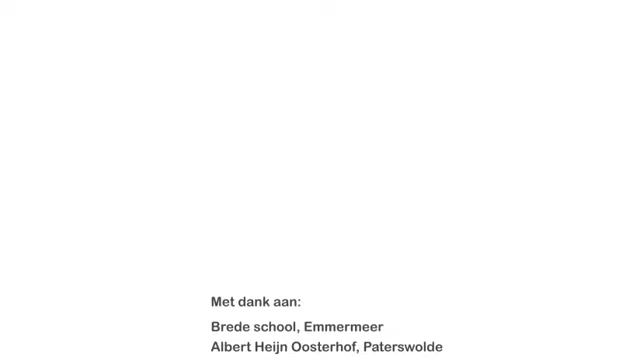 Met dank aan:
Brede school, Emmermeer
Albert Heijn Oosterhof, Paterswolde